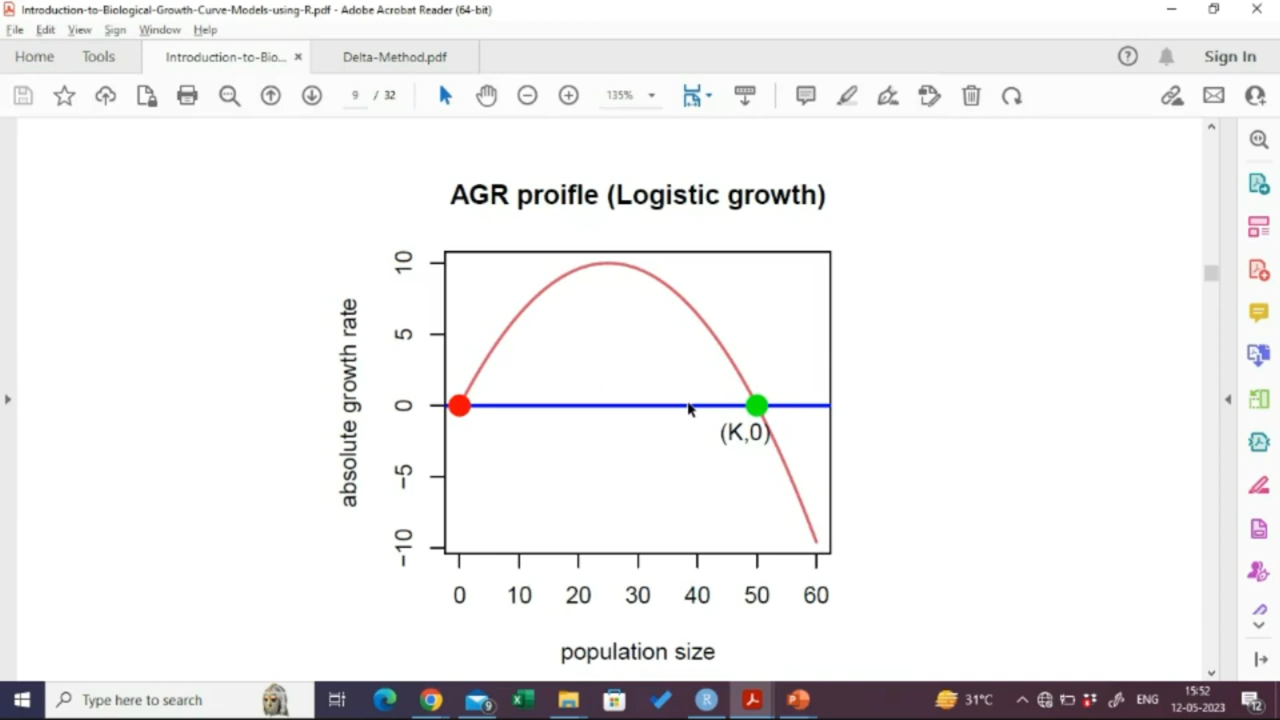 Introduction-to-Biological-Growth-Curve-Models-using-R.pdf - Adobe Acrobat Reader (64-bit)
File Edit View Sign Window Help
Home Tools Introduction-to-Bio... × Delta-Method.pdf Sign In
9 / 32 135%
AGR proifle (Logistic growth)
absolute growth rate
10
5
0
−5
−10
(K,0)
0 10 20 30 40 50 60
population size
Type here to search 9 31°C ENG 15:52
12-05-2023 12